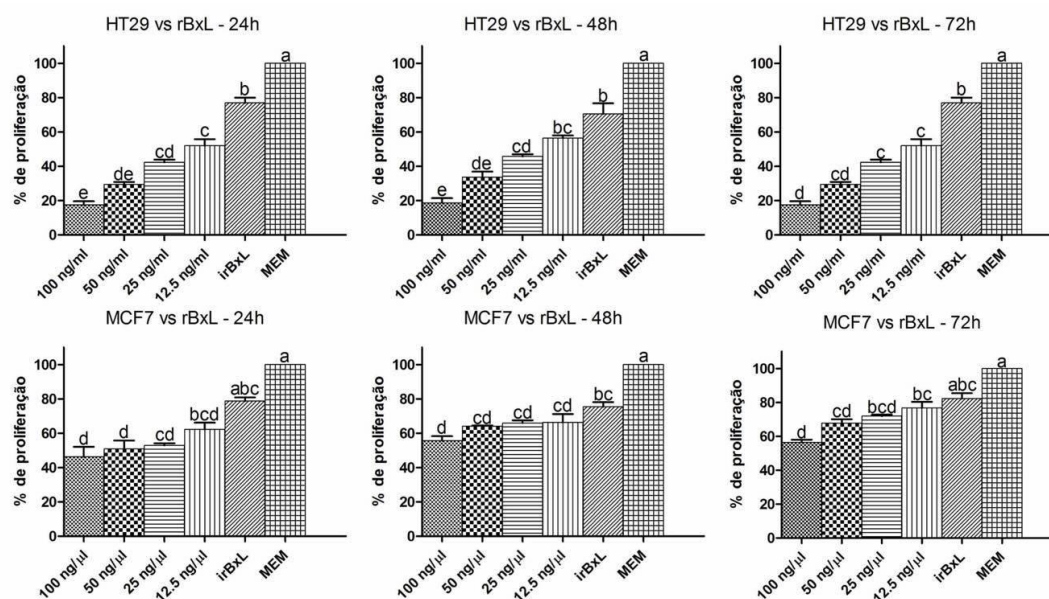 HT29 vs rBxL - 24h
% de proliferação
100
80
60
40
20
0
e
de
cd
c
b
a
100 ng/ml
50 ng/ml
25 ng/ml
12.5 ng/ml
irBxL
MEM
HT29 vs rBxL - 48h
% de proliferação
100
80
60
40
20
0
e
de
cd
bc
b
a
100 ng/ml
50 ng/ml
25 ng/ml
12.5 ng/ml
irBxL
MEM
HT29 vs rBxL - 72h
% de proliferação
100
80
60
40
20
0
d
cd
c
c
b
a
100 ng/ml
50 ng/ml
25 ng/ml
12.5 ng/ml
irBxL
MEM
MCF7 vs rBxL - 24h
% de proliferação
100
80
60
40
20
0
d
d
cd
bcd
abc
a
100 ng/µl
50 ng/µl
25 ng/µl
12.5 ng/µl
irBxL
MEM
MCF7 vs rBxL - 48h
% de proliferação
100
80
60
40
20
0
d
cd
cd
cd
bc
a
100 ng/µl
50 ng/µl
25 ng/µl
12.5 ng/µl
irBxL
MEM
MCF7 vs rBxL - 72h
% de proliferação
100
80
60
40
20
0
d
cd
bcd
bc
abc
a
100 ng/µl
50 ng/µl
25 ng/µl
12.5 ng/µl
irBxL
MEM